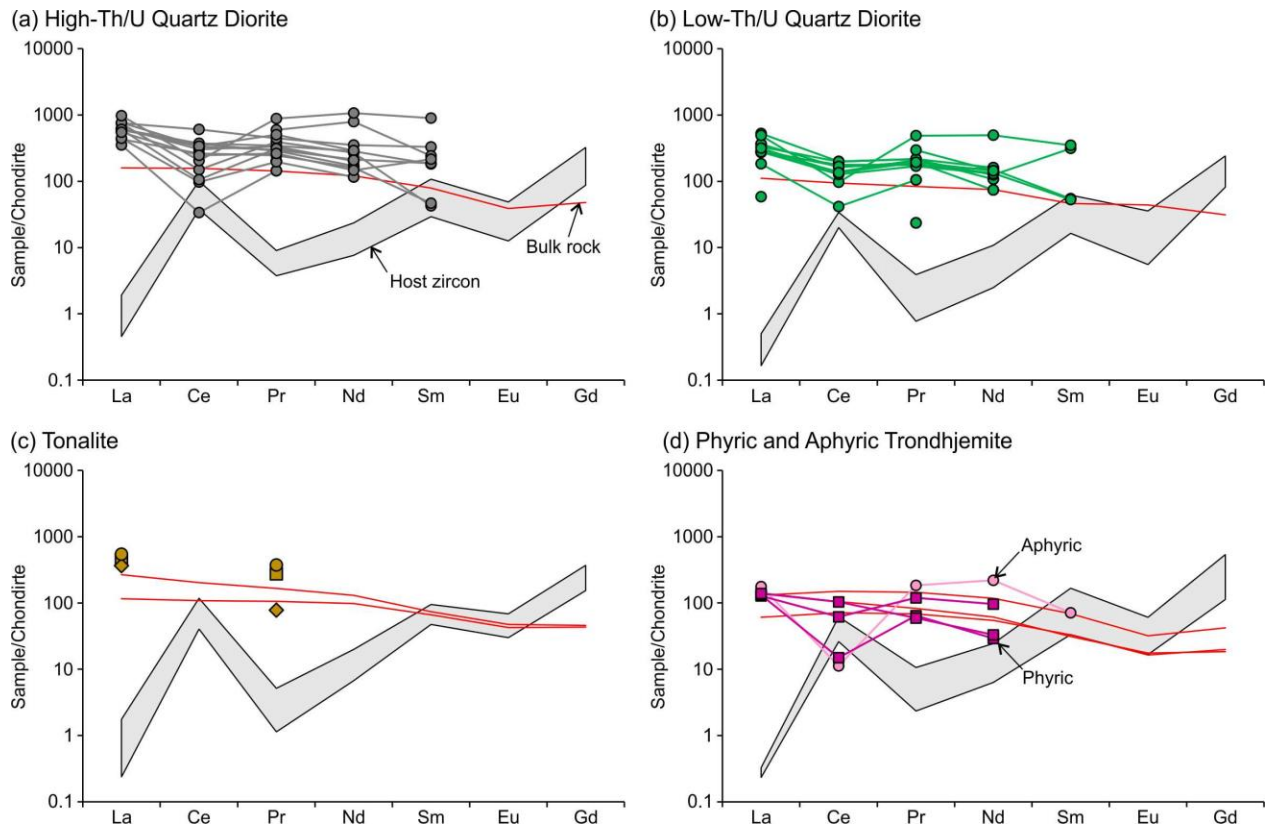 (a) High-Th/U Quartz Diorite
10000
1000
100
10
1
0.1
Sample/Chondirte
Bulk rock
Host zircon
La Ce Pr Nd Sm Eu Gd
(b) Low-Th/U Quartz Diorite
10000
1000
100
10
1
0.1
Sample/Chondirte
La Ce Pr Nd Sm Eu Gd
(c) Tonalite
10000
1000
100
10
1
0.1
Sample/Chondirte
La Ce Pr Nd Sm Eu Gd
(d) Phyric and Aphyric Trondhjemite
10000
1000
100
10
1
0.1
Sample/Chondirte
Aphyric
Phyric
La Ce Pr Nd Sm Eu Gd